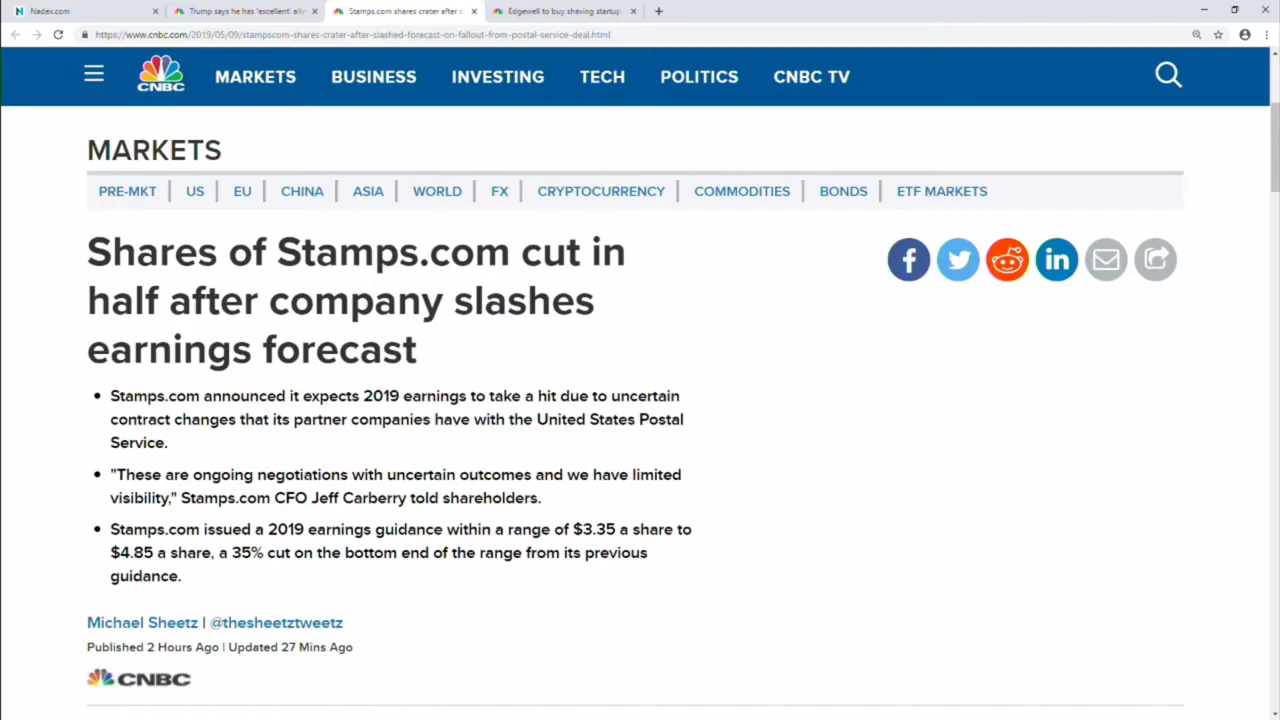 Nadex.com
Trump says he has 'excellent' alte
Stamps.com shares crater after s
Edgewell to buy shaving startup
https://www.cnbc.com/2019/05/09/stampscom-shares-crater-after-slashed-forecast-on-fallout-from-postal-service-deal.html
CNBC
MARKETS
BUSINESS
INVESTING
TECH
POLITICS
CNBC TV
MARKETS
PRE-MKT
US
EU
CHINA
ASIA
WORLD
FX
CRYPTOCURRENCY
COMMODITIES
BONDS
ETF MARKETS
Shares of Stamps.com cut in
half after company slashes
earnings forecast
Stamps.com announced it expects 2019 earnings to take a hit due to uncertain
contract changes that its partner companies have with the United States Postal
Service.
"These are ongoing negotiations with uncertain outcomes and we have limited
visibility," Stamps.com CFO Jeff Carberry told shareholders.
Stamps.com issued a 2019 earnings guidance within a range of $3.35 a share to
$4.85 a share, a 35% cut on the bottom end of the range from its previous
guidance.
Michael Sheetz | @thesheetztweetz
Published 2 Hours Ago | Updated 27 Mins Ago
CNBC